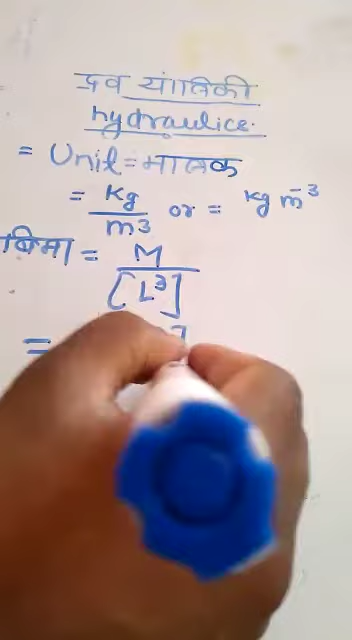 द्रव यांत्रिकी
hydraulice.
= Unit = मात्रक
= Kg/m3 or = kg m¯³
बिमा = M/[L³]
= ]